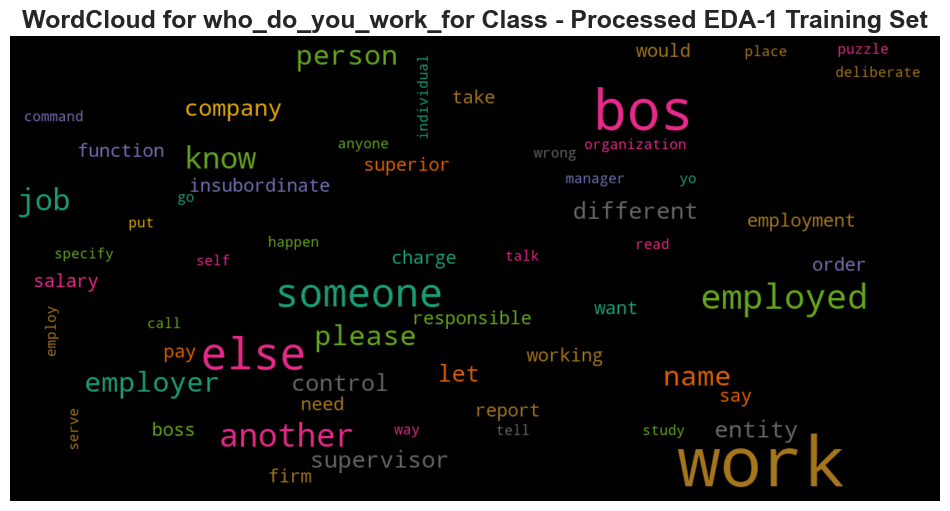 WordCloud for who_do_you_work_for Class - Processed EDA-1 Training Set
person
would
place
puzzle
deliberate
individual
company
take
bos
command
function
know
anyone
superior
wrong
organization
insubordinate
manager
yo
job
go
put
different
employment
specify
happen
self
charge
talk
read
order
salary
someone
employed
employ
call
please
responsible
want
pay
else
working
employer
control
let
name
need
say
serve
boss
another
way
report
tell
study
entity
supervisor
firm
work